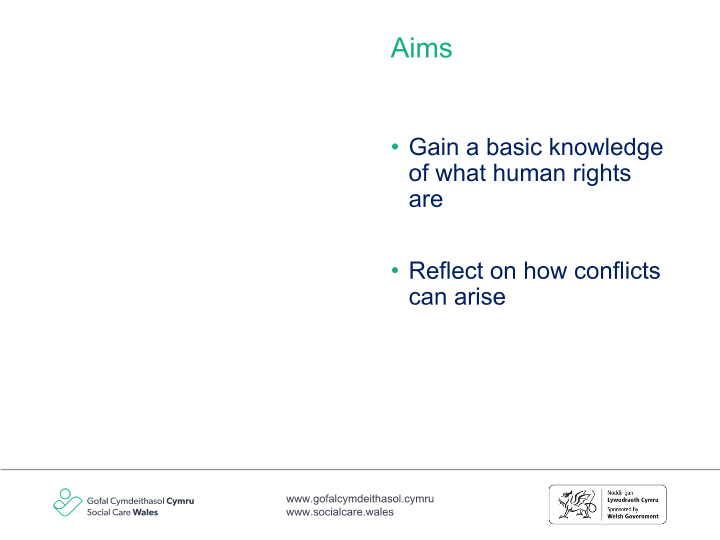 Aims
• Gain a basic knowledge
of what human rights
are
• Reflect on how conflicts
can arise
Gofal Cymdeithasol Cymru
Social Care Wales
www.gofalcymdeithasol.cymru
www.socialcare.wales
Noddir gan
Lywodraeth Cymru
Sponsored by
Welsh Government